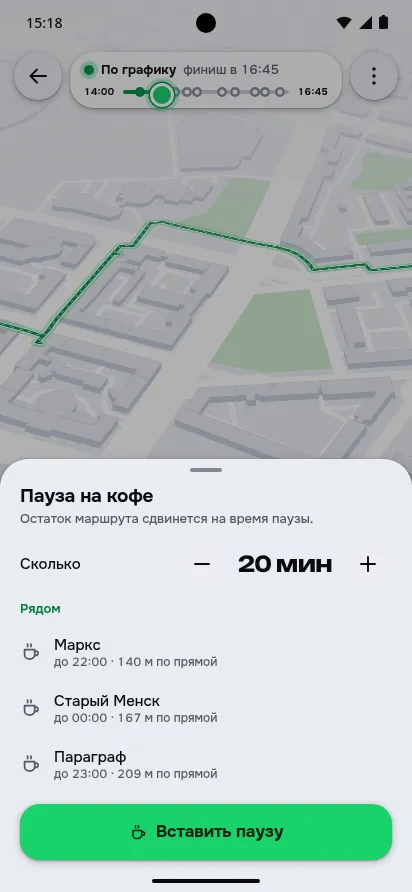 15:18
По графику финиш в 16:45
14:00 16:45
Пауза на кофе
Остаток маршрута сдвинется на время паузы.
Сколько − 20 мин +
Рядом
Маркс
до 22:00 · 140 м по прямой
Старый Менск
до 00:00 · 167 м по прямой
Параграф
до 23:00 · 209 м по прямой
Вставить паузу